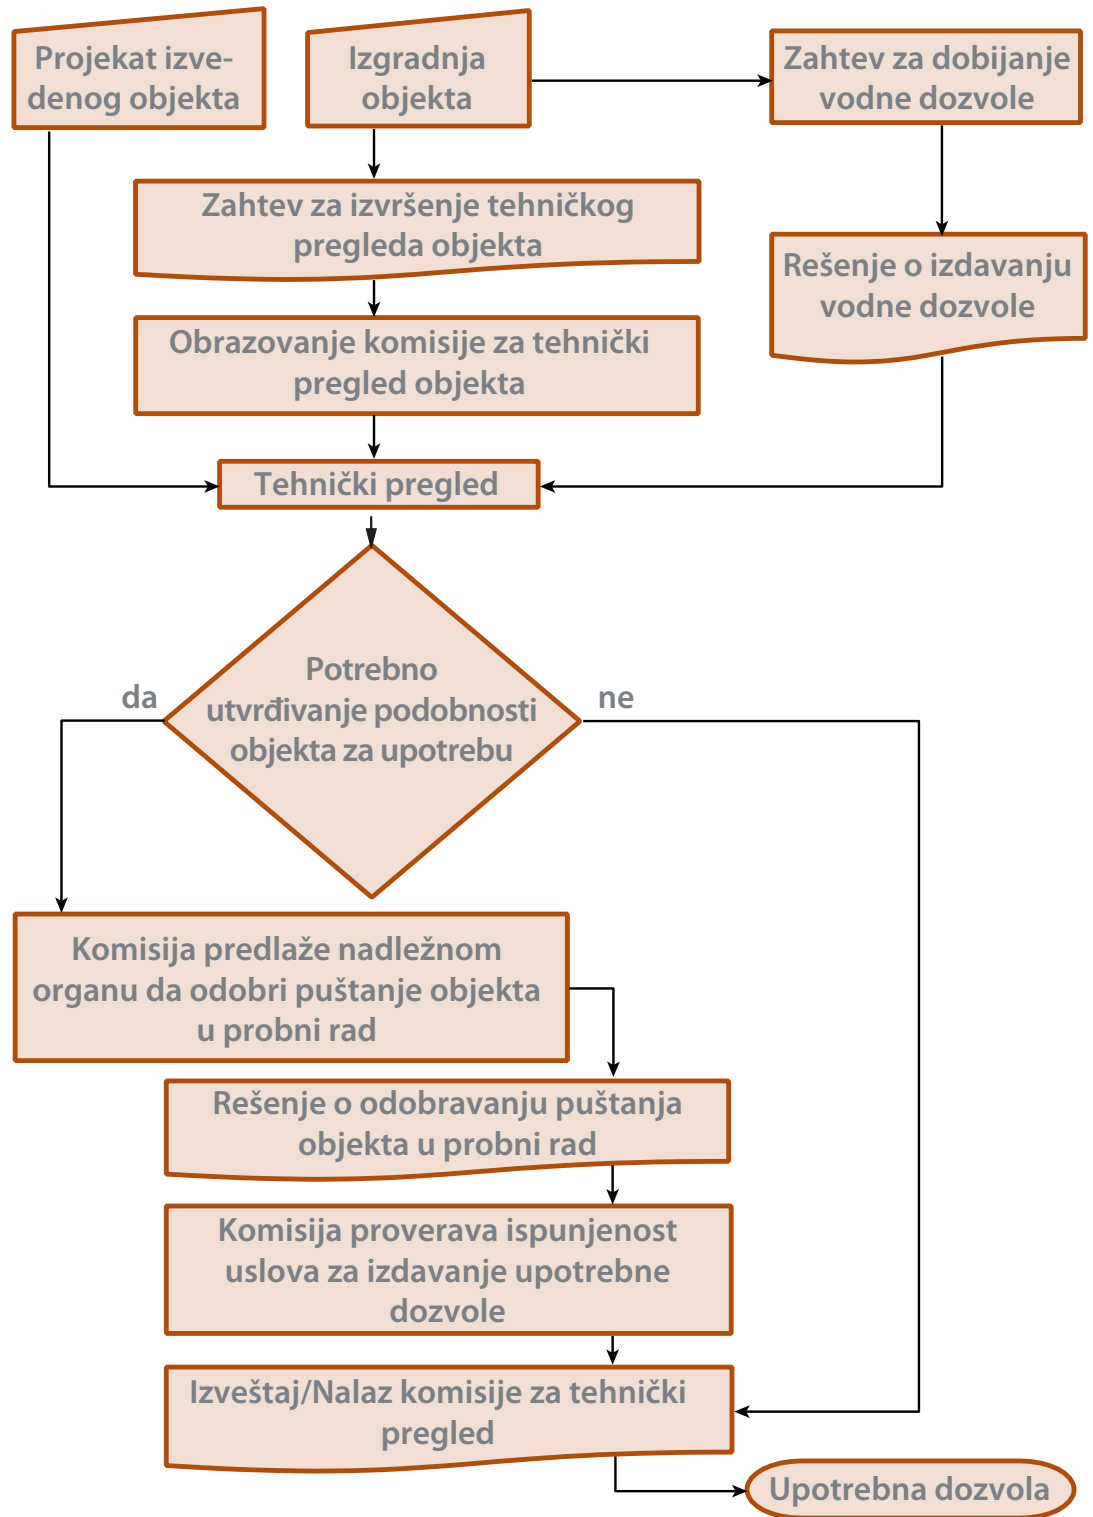 Projekat izve-
denog objekta
Izgradnja
objekta
Zahtev za dobijanje
vodne dozvole
Zahtev za izvršenje tehničkog
pregleda objekta
Rešenje o izdavanju
vodne dozvole
Obrazovanje komisije za tehnički
pregled objekta
Tehnički pregled
Potrebno
utvrđivanje podobnosti
objekta za upotrebu
da
ne
Komisija predlaže nadležnom
organu da odobri puštanje objekta
u probni rad
Rešenje o odobravanju puštanja
objekta u probni rad
Komisija proverava ispunjenost
uslova za izdavanje upotrebne
dozvole
Izveštaj/Nalaz komisije za tehnički
pregled
Upotrebna dozvola